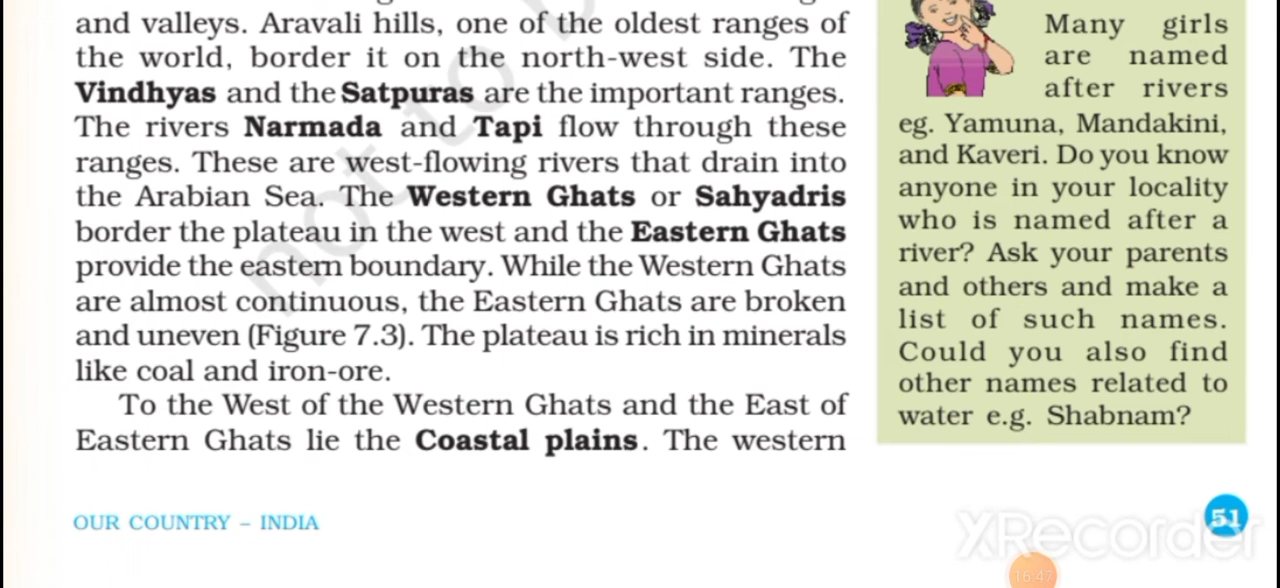 and valleys. Aravali hills, one of the oldest ranges of
the world, border it on the north-west side. The
Vindhyas and the Satpuras are the important ranges.
The rivers Narmada and Tapi flow through these
ranges. These are west-flowing rivers that drain into
the Arabian Sea. The Western Ghats or Sahyadris
border the plateau in the west and the Eastern Ghats
provide the eastern boundary. While the Western Ghats
are almost continuous, the Eastern Ghats are broken
and uneven (Figure 7.3). The plateau is rich in minerals
like coal and iron-ore.
To the West of the Western Ghats and the East of
Eastern Ghats lie the Coastal plains. The western
Many girls
are named
after rivers
eg. Yamuna, Mandakini,
and Kaveri. Do you know
anyone in your locality
who is named after a
river? Ask your parents
and others and make a
list of such names.
Could you also find
other names related to
water e.g. Shabnam?
not to b
OUR COUNTRY – INDIA
51
XRecorder
16:47